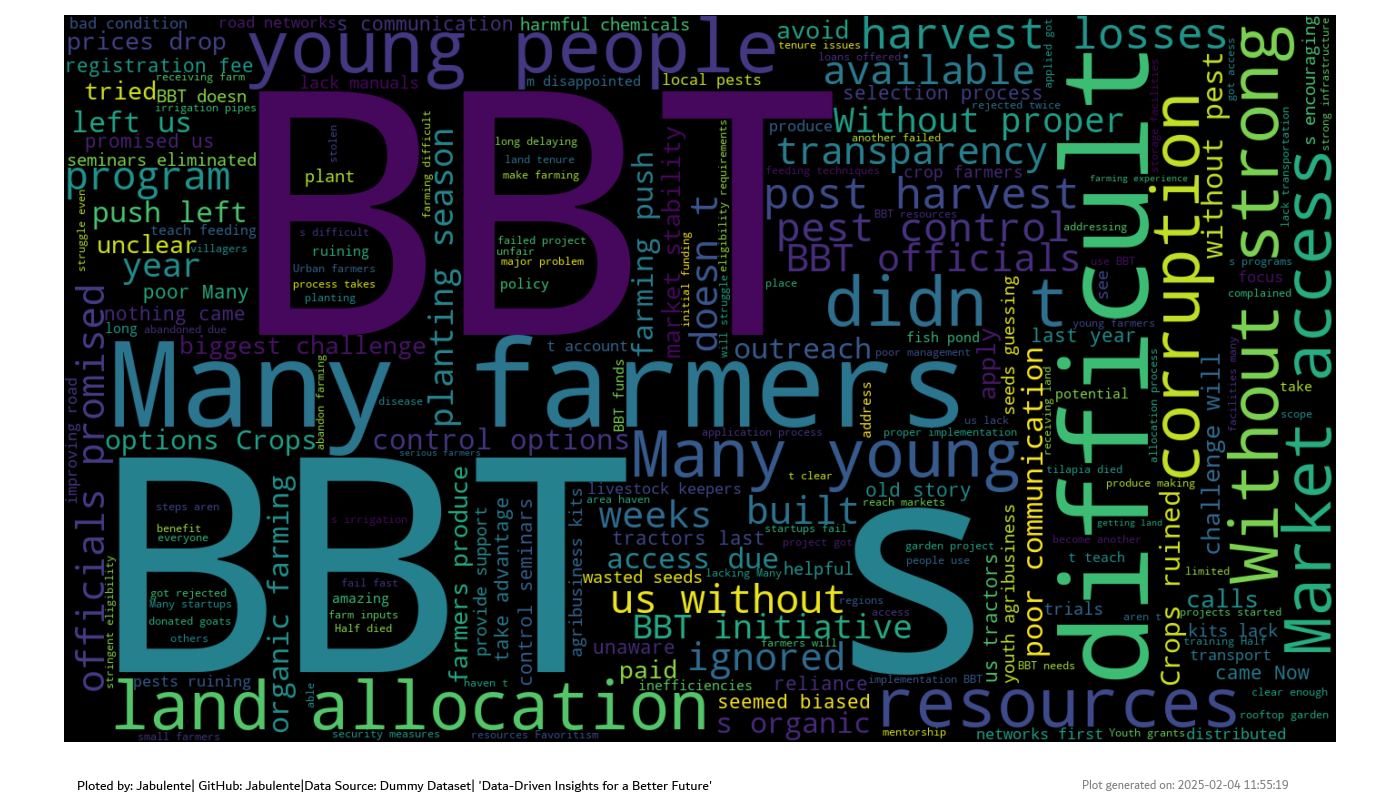 bad condition
road networks
s communication
harmful chemicals
avoid
harvest losses
prices drop
young people
tenure issues
loans offered
applied got
registration fee
receiving farm
lack manuals
m disappointed
local pests
available
tried
BBT doesn
irrigation pipes
selection process
rejected twice
left us
promised us
seminars eliminated
program
BBT
stolen
plant
long delaying
land tenure
make farming
produce
Without proper
another failed
transparency
feeding techniques
crop farmers
farming experience
storage facilities
difficult
corruption
without pest
got access
Without strong
lack transportation
s encouraging
strong infrastructure
Market access
struggle even
push left
teach feeding
unclear
villagers
year
poor Many
nothing came
long
abandoned due
s difficult
ruining
Urban farmers
process takes
planting
farming difficult
planting season
failed project
unfair
major problem
policy
farming push
market stability
initial funding
doesn t
eligibility requirements
will struggle
post harvest
BBT resources
pest control
addressing
BBT officials
use BBT
place
didn t
see
s programs
focus
complained
biggest challenge
t account
outreach
fish pond
poor management
last year
young farmers
apply
seeds guessing
officials promised
improving road
Many farmers
disease
abandon farming
BBT funds
address
potential
take
scope
facilities many
challenge will
allocation process
receiving land
poor communication
options Crops
control options
serious farmers
application process
us lack
proper implementation
Many young
t clear
tilapia died
produce making
BBT s
steps aren
benefit
everyone
s irrigation
got rejected
Many startups
donated goats
others
fail fast
amazing
farm inputs
Half died
organic farming
stringent eligibility
farmers produce
provide support
take advantage
control seminars
agribusiness kits
livestock keepers
area haven
old story
reach markets
weeks
built
startups fail
tractors last
project got
access due
garden project
people use
wasted seeds
lacking Many
helpful
us without
regions
access
BBT initiative
farmers will
unaware
ignored
paid
inefficiencies
reliance
implementation BBT
us tractors
youth agribusiness
getting land
become another
t teach
limited
Crops ruined
trials
aren t
calls
projects started
kits lack
training Half
transport
came Now
BBT needs
clear enough
pests ruining
able
haven t
land allocation
seemed biased
s organic
resources
rooftop garden
small farmers
security measures
resources Favoritism
mentorship
networks first
Youth grants
distributed
Ploted by: Jabulente| GitHub: Jabulente|Data Source: Dummy Dataset| 'Data-Driven Insights for a Better Future'
Plot generated on: 2025-02-04 11:55:19